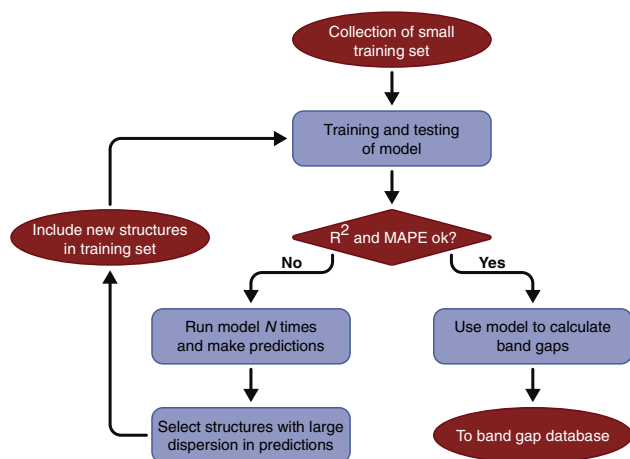 Collection of small
training set
Training and testing
of model
Include new structures
in training set
R² and MAPE ok?
No
Yes
Run model N times
and make predictions
Use model to calculate
band gaps
Select structures with large
dispersion in predictions
To band gap database